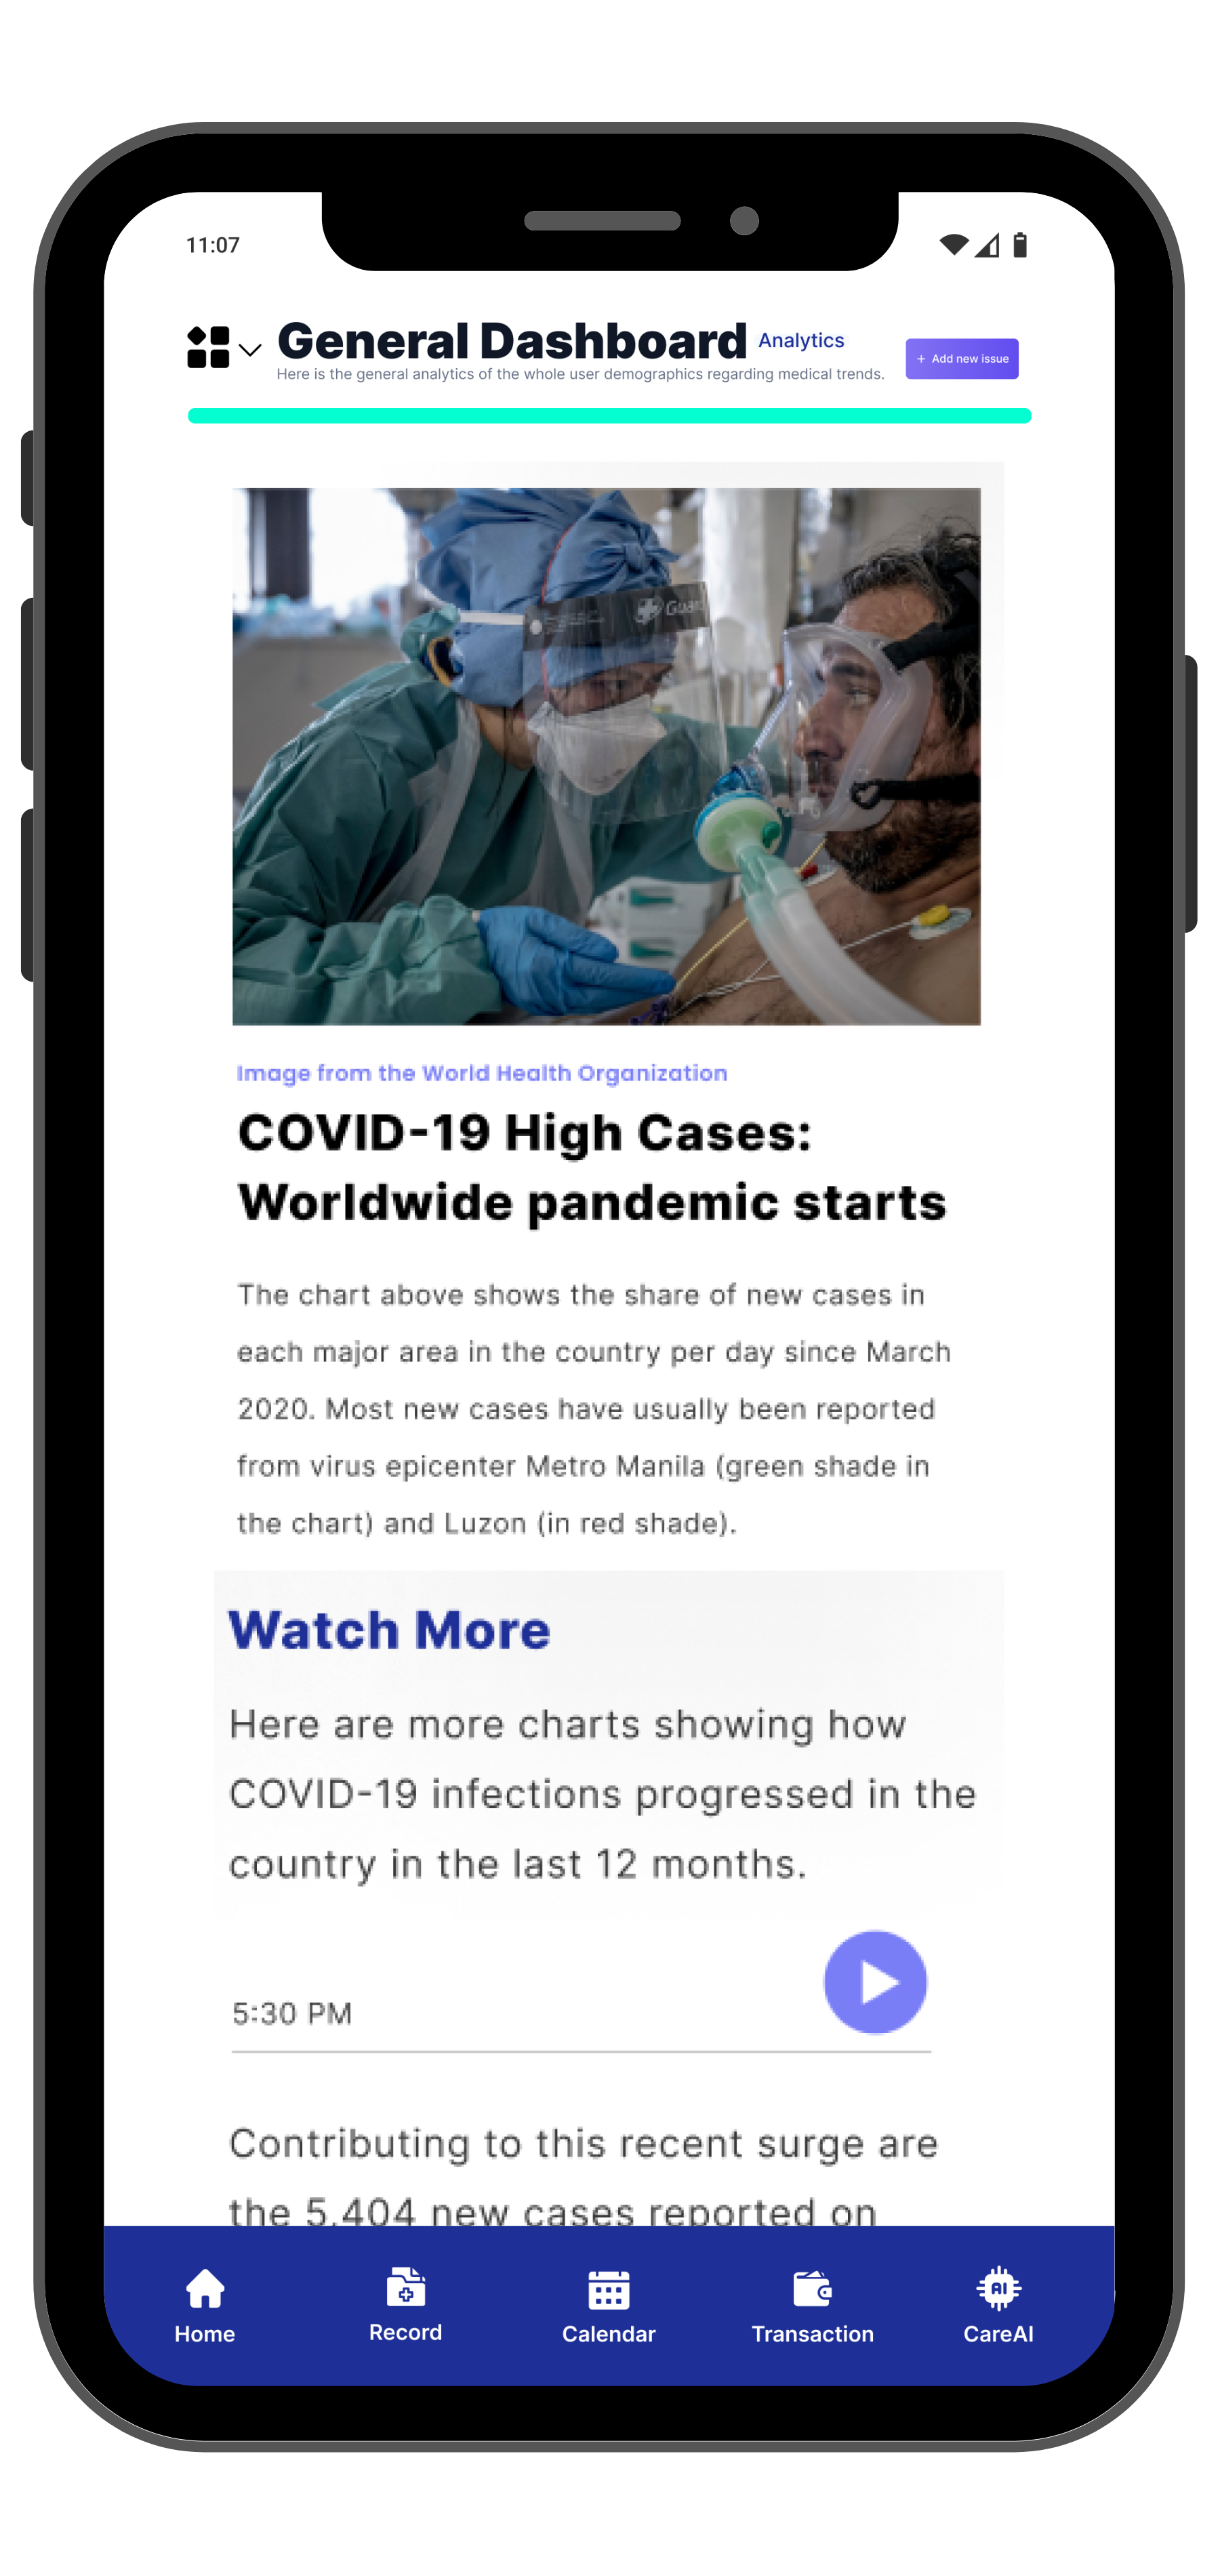 11:07
General Dashboard Analytics
Here is the general analytics of the whole user demographics regarding medical trends.
+ Add new issue
Guard
Image from the World Health Organization
COVID-19 High Cases:
Worldwide pandemic starts
The chart above shows the share of new cases in
each major area in the country per day since March
2020. Most new cases have usually been reported
from virus epicenter Metro Manila (green shade in
the chart) and Luzon (in red shade).
Watch More
Here are more charts showing how
COVID-19 infections progressed in the
country in the last 12 months.
5:30 PM
Contributing to this recent surge are
the 5,404 new cases reported on
Home
Record
Calendar
Transaction
AI
CareAI